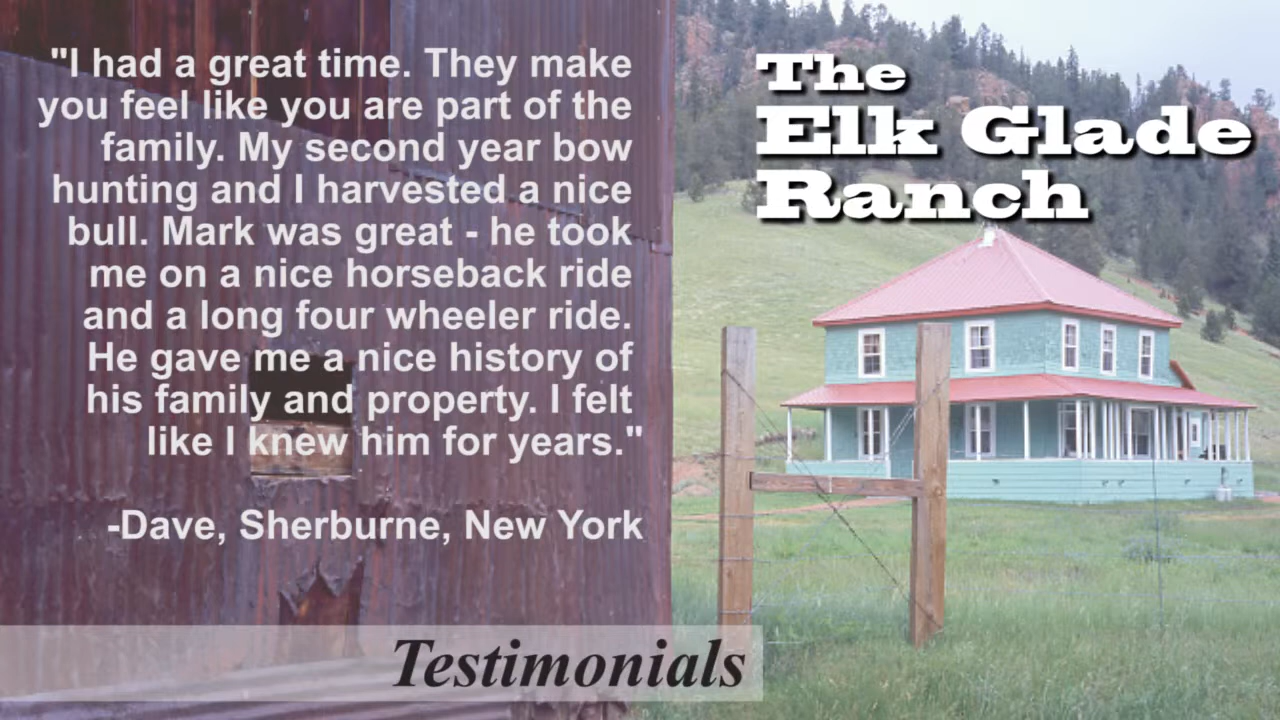 "I had a great time. They make
you feel like you are part of the
family. My second year bow
hunting and I harvested a nice
bull. Mark was great - he took
me on a nice horseback ride
and a long four wheeler ride.
He gave me a nice history of
his family and property. I felt
like I knew him for years."
-Dave, Sherburne, New York
The
Elk Glade
Ranch
Testimonials